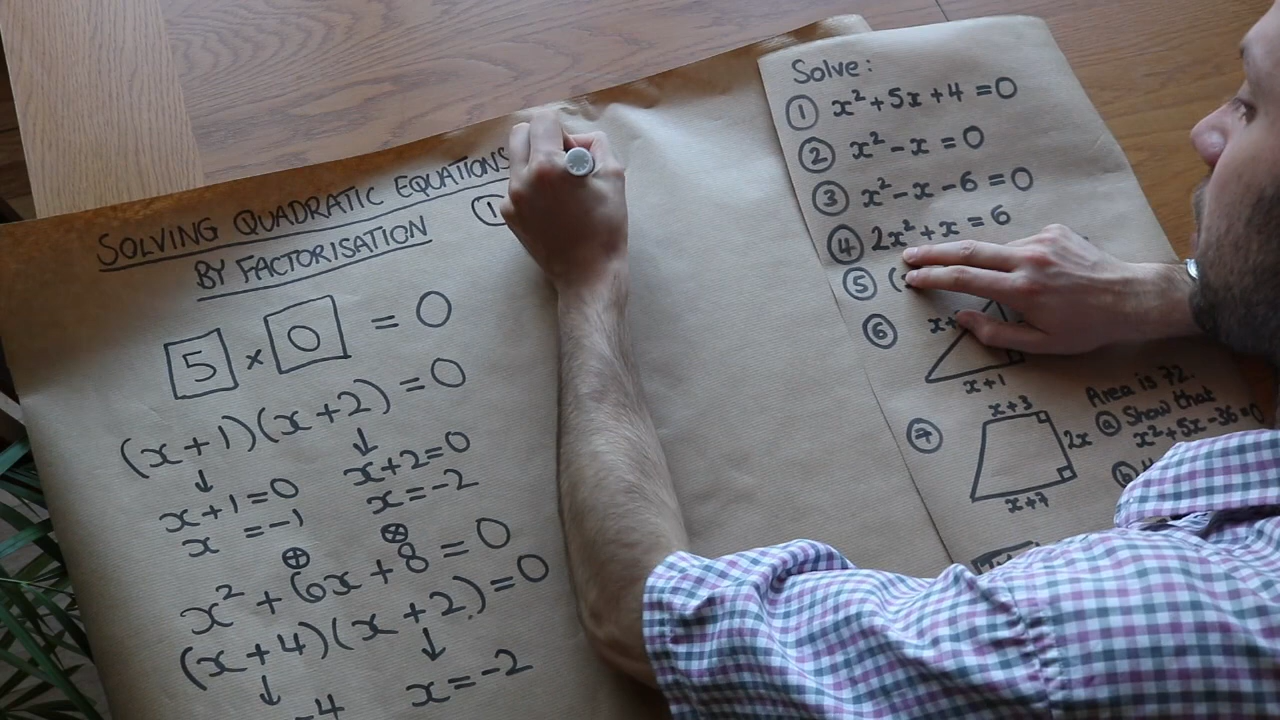 SOLVING QUADRATIC EQUATIONS
BY FACTORISATION
5 × 0 = 0
(x+1)(x+2) = 0
↓ ↓
x+1=0 x+2=0
x=-1 x=-2
⊕ ⊗
x² + 6x + 8 = 0
(x+4)(x+2) = 0
↓ ↓
-4 x=-2
①
Solve:
① x²+5x+4=0
② x²-x=0
③ x²-x-6=0
④ 2x²+x=6
⑤ (
⑥ x+
x+1
⑦ x+3
2x
x+7
Area is 72.
ⓐ Show that
x²+5x-36=0
ⓑ